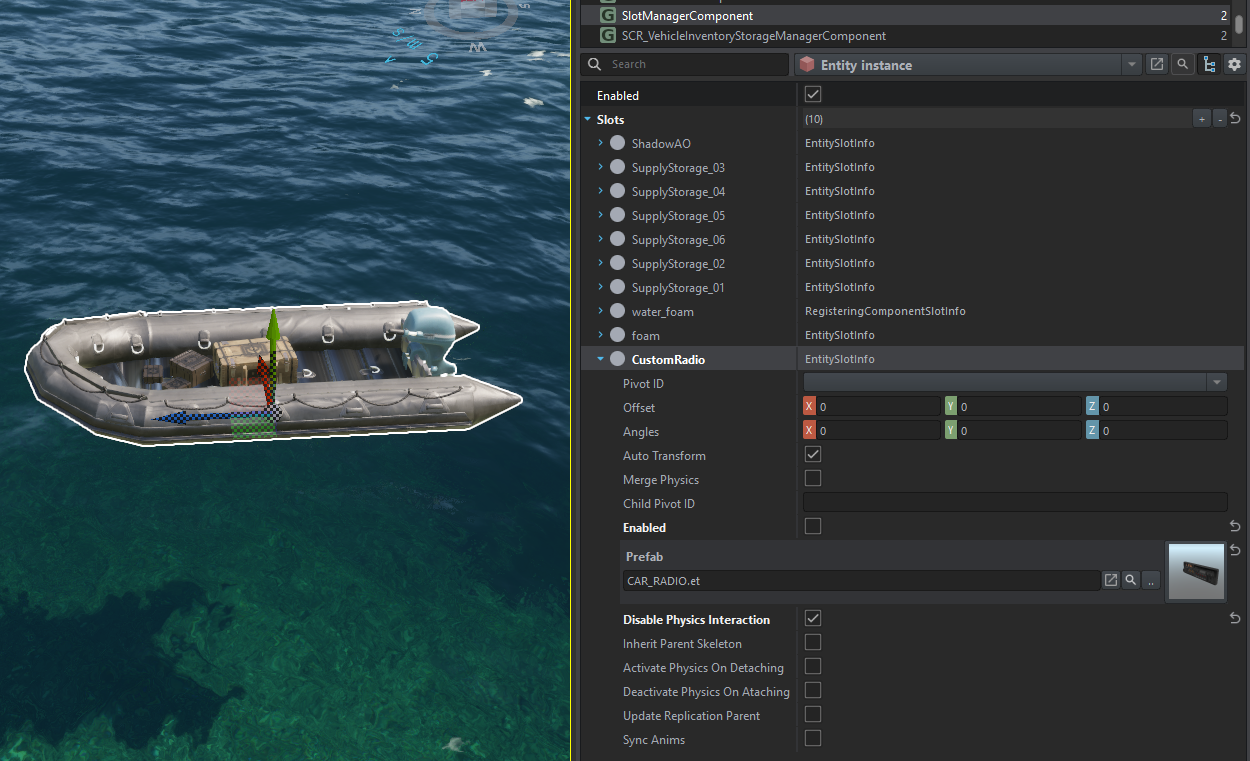 SlotManagerComponent 2
SCR_VehicleInventoryStorageManagerComponent 2
Search
Entity instance
Enabled
Slots (10) + -
ShadowAO EntitySlotInfo
SupplyStorage_03 EntitySlotInfo
SupplyStorage_04 EntitySlotInfo
SupplyStorage_05 EntitySlotInfo
SupplyStorage_06 EntitySlotInfo
SupplyStorage_02 EntitySlotInfo
SupplyStorage_01 EntitySlotInfo
water_foam RegisteringComponentSlotInfo
foam EntitySlotInfo
CustomRadio EntitySlotInfo
Pivot ID
Offset X 0 Y 0 Z 0
Angles X 0 Y 0 Z 0
Auto Transform
Merge Physics
Child Pivot ID
Enabled
Prefab
CAR_RADIO.et ..
Disable Physics Interaction
Inherit Parent Skeleton
Activate Physics On Detaching
Deactivate Physics On Ataching
Update Replication Parent
Sync Anims